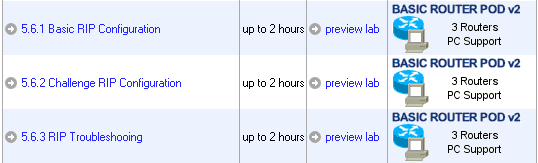 BASIC ROUTER POD v2
5.6.1 Basic RIP Configuration up to 2 hours preview lab 3 Routers
PC Support
BASIC ROUTER POD v2
5.6.2 Challenge RIP Configuration up to 2 hours preview lab 3 Routers
PC Support
BASIC ROUTER POD v2
5.6.3 RIP Troubleshooing up to 2 hours preview lab 3 Routers
PC Support